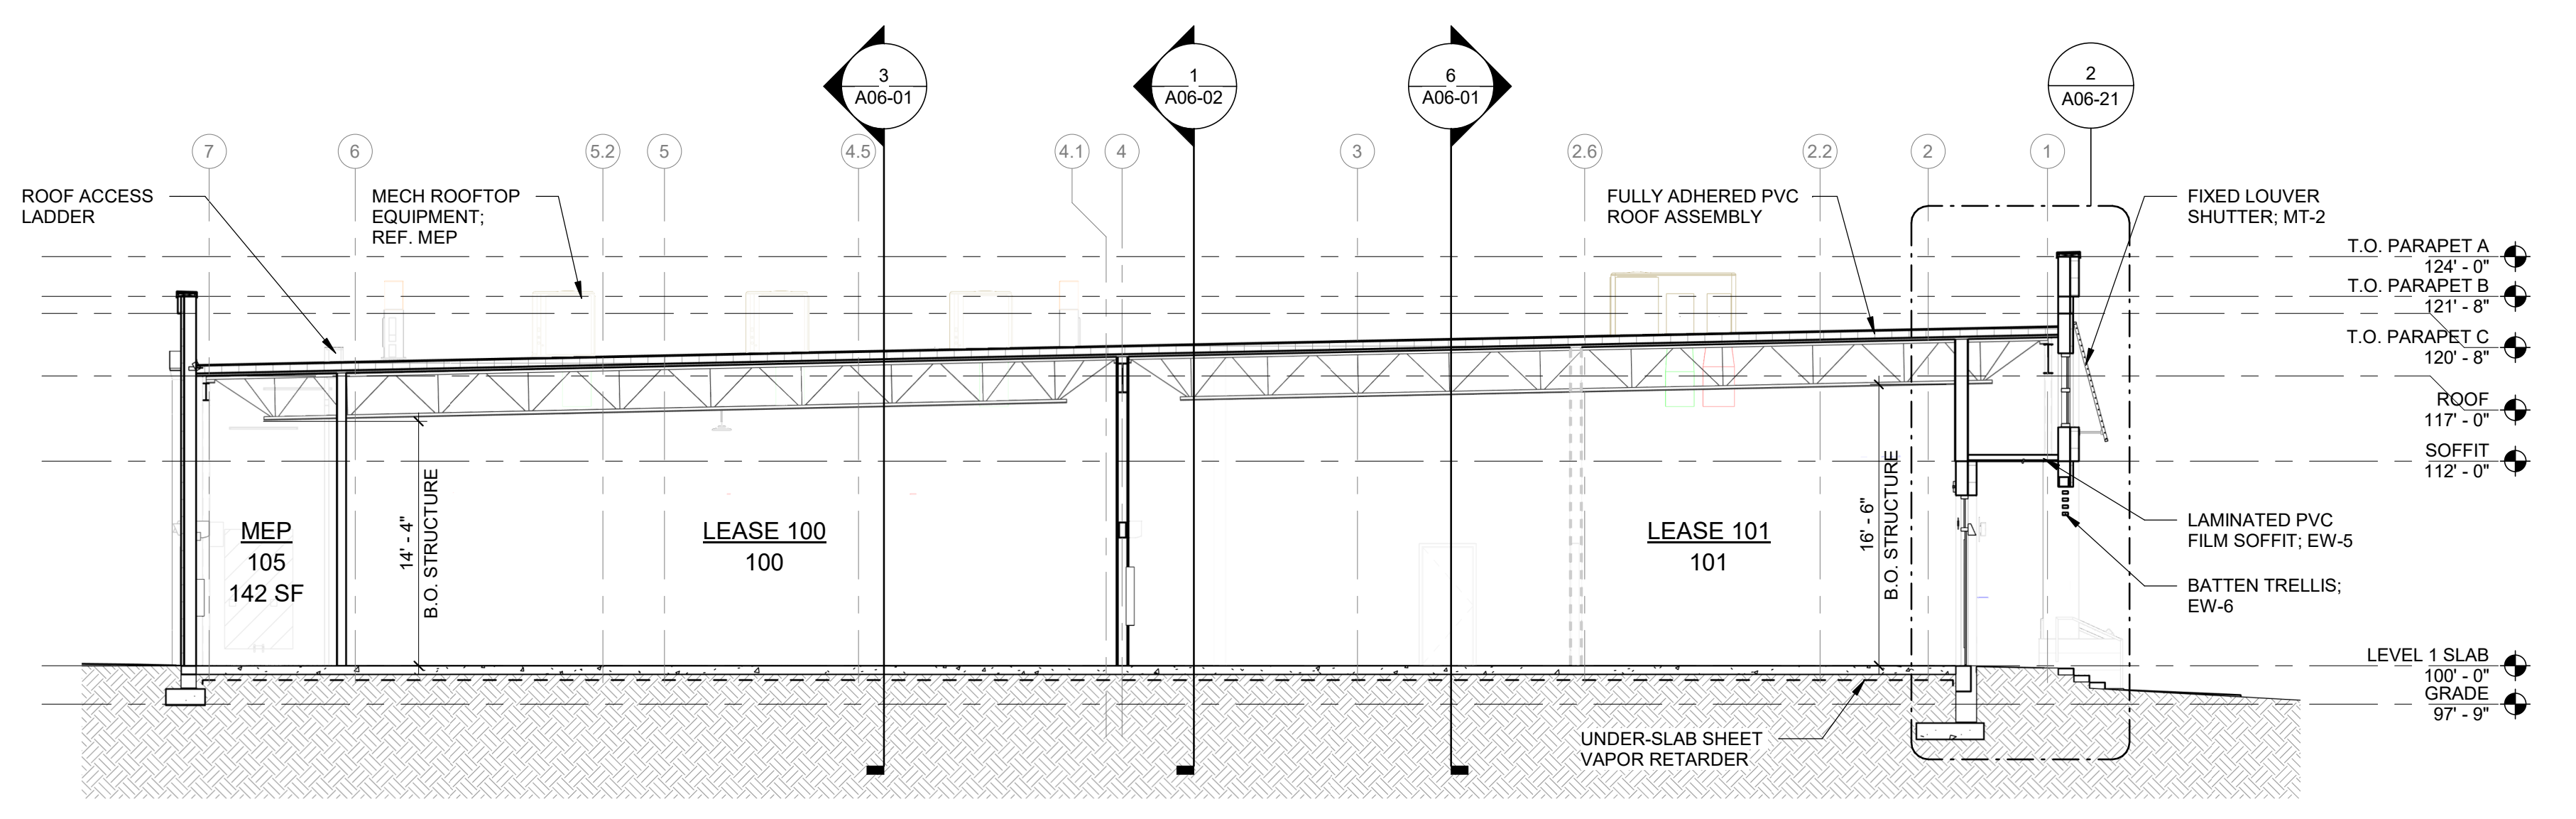 3
A06-01
1
A06-02
6
A06-01
2
A06-21
7
6
5.2
5
4.5
4.1
4
3
2.6
2.2
2
1
ROOF ACCESS
LADDER
MECH ROOFTOP
EQUIPMENT;
REF. MEP
FULLY ADHERED PVC
ROOF ASSEMBLY
FIXED LOUVER
SHUTTER; MT-2
T.O. PARAPET A
124' - 0"
T.O. PARAPET B
121' - 8"
T.O. PARAPET C
120' - 8"
ROOF
117' - 0"
SOFFIT
112' - 0"
MEP
105
142 SF
14' - 4"
B.O. STRUCTURE
LEASE 100
100
LEASE 101
101
16' - 6"
B.O. STRUCTURE
LAMINATED PVC
FILM SOFFIT; EW-5
BATTEN TRELLIS;
EW-6
LEVEL 1 SLAB
100' - 0"
GRADE
97' - 9"
UNDER-SLAB SHEET
VAPOR RETARDER